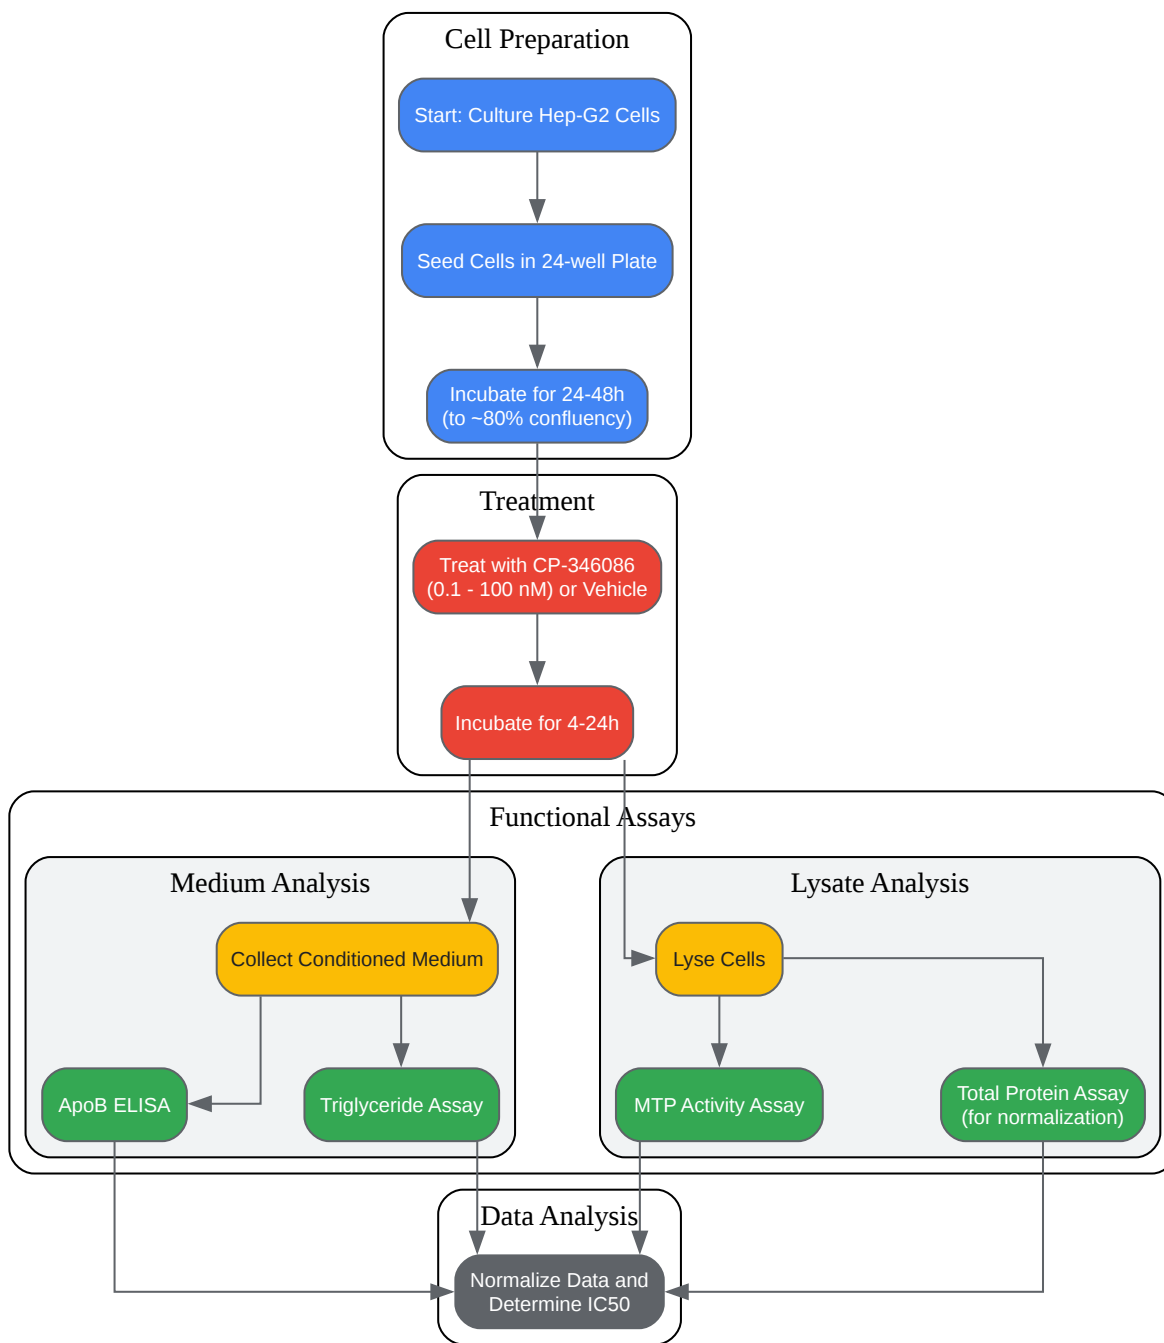 Cell Preparation
Start: Culture Hep-G2 Cells
Seed Cells in 24-well Plate
Incubate for 24-48h
(to ~80% confluency)
Treatment
Treat with CP-346086
(0.1 - 100 nM) or Vehicle
Incubate for 4-24h
Functional Assays
Medium Analysis
Collect Conditioned Medium
ApoB ELISA
Triglyceride Assay
Lysate Analysis
Lyse Cells
MTP Activity Assay
Total Protein Assay
(for normalization)
Data Analysis
Normalize Data and
Determine IC50